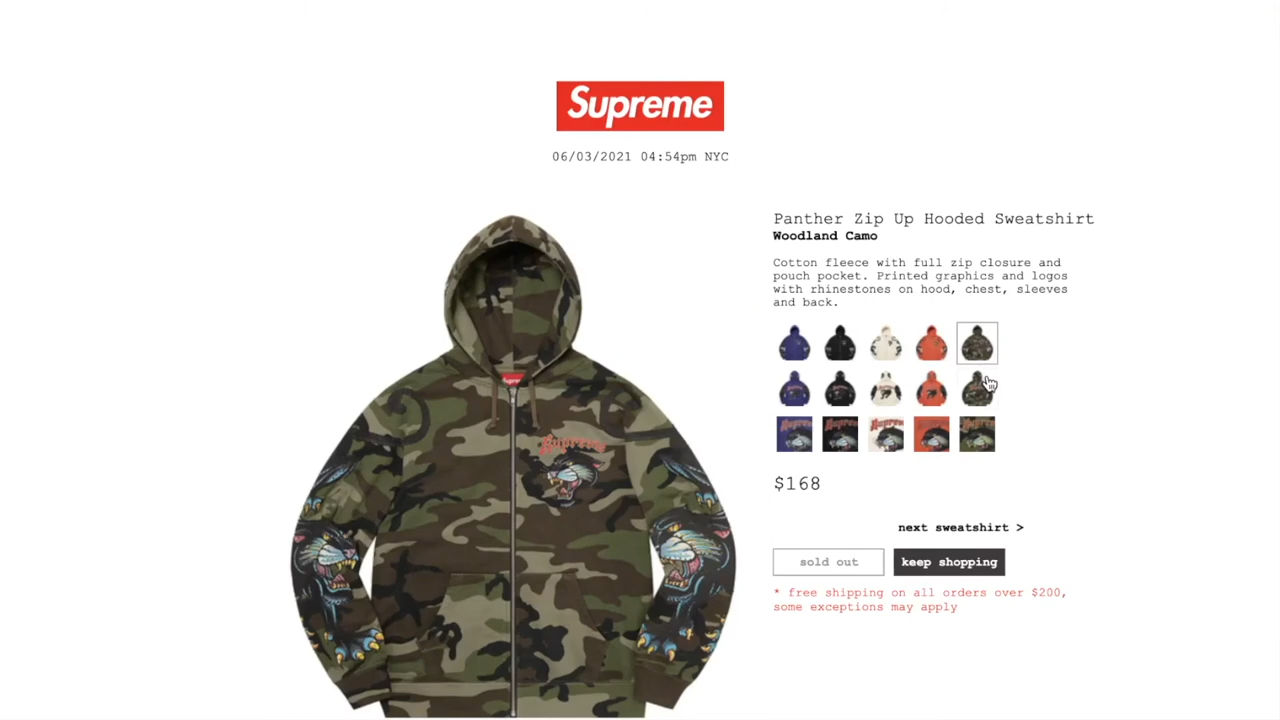 Supreme
06/03/2021 04:54pm NYC
Panther Zip Up Hooded Sweatshirt
Woodland Camo
Cotton fleece with full zip closure and
pouch pocket. Printed graphics and logos
with rhinestones on hood, chest, sleeves
and back.
$168
next sweatshirt >
sold out
keep shopping
* free shipping on all orders over $200,
some exceptions may apply
Supreme